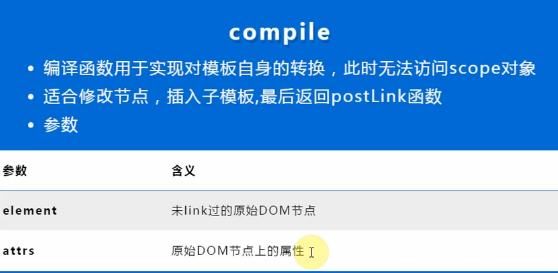 compile
编译函数用于实现对模板自身的转换，此时无法访问scope对象
适合修改节点，插入子模板,最后返回postLink函数
参数
参数 含义
element 未link过的原始DOM节点
attrs 原始DOM节点上的属性